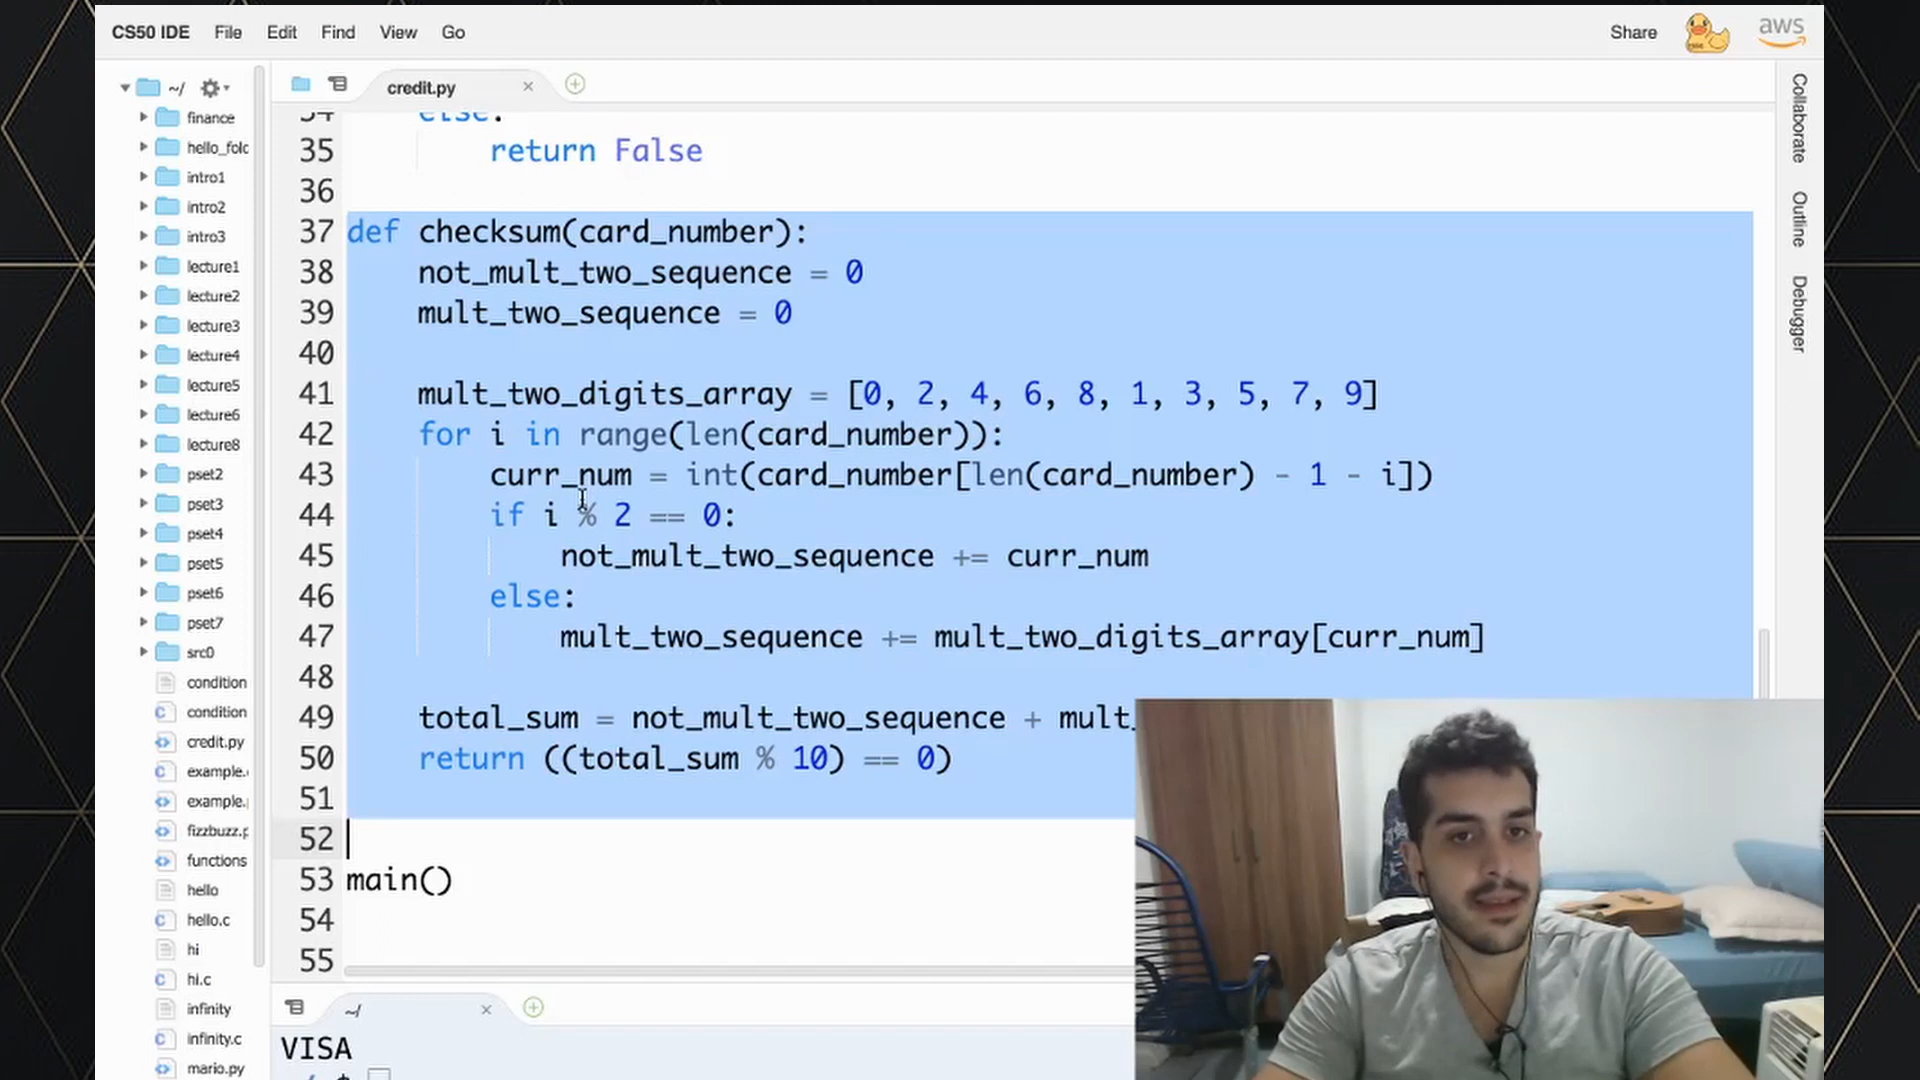 CS50 IDE File Edit Find View Go Share aws
~/
finance
hello_fold
intro1
intro2
intro3
lecture1
lecture2
lecture3
lecture4
lecture5
lecture6
lecture8
pset2
pset3
pset4
pset5
pset6
pset7
src0
condition
condition
credit.py
example.
example.
fizzbuzz.p
functions
hello
hello.c
hi
hi.c
infinity
infinity.c
mario.py
credit.py
34 else:
35 return False
36
37 def checksum(card_number):
38 not_mult_two_sequence = 0
39 mult_two_sequence = 0
40
41 mult_two_digits_array = [0, 2, 4, 6, 8, 1, 3, 5, 7, 9]
42 for i in range(len(card_number)):
43 curr_num = int(card_number[len(card_number) - 1 - i])
44 if i % 2 == 0:
45 not_mult_two_sequence += curr_num
46 else:
47 mult_two_sequence += mult_two_digits_array[curr_num]
48
49 total_sum = not_mult_two_sequence + mult_
50 return ((total_sum % 10) == 0)
51
52
53 main()
54
55
~/
VISA
Collaborate
Outline
Debugger